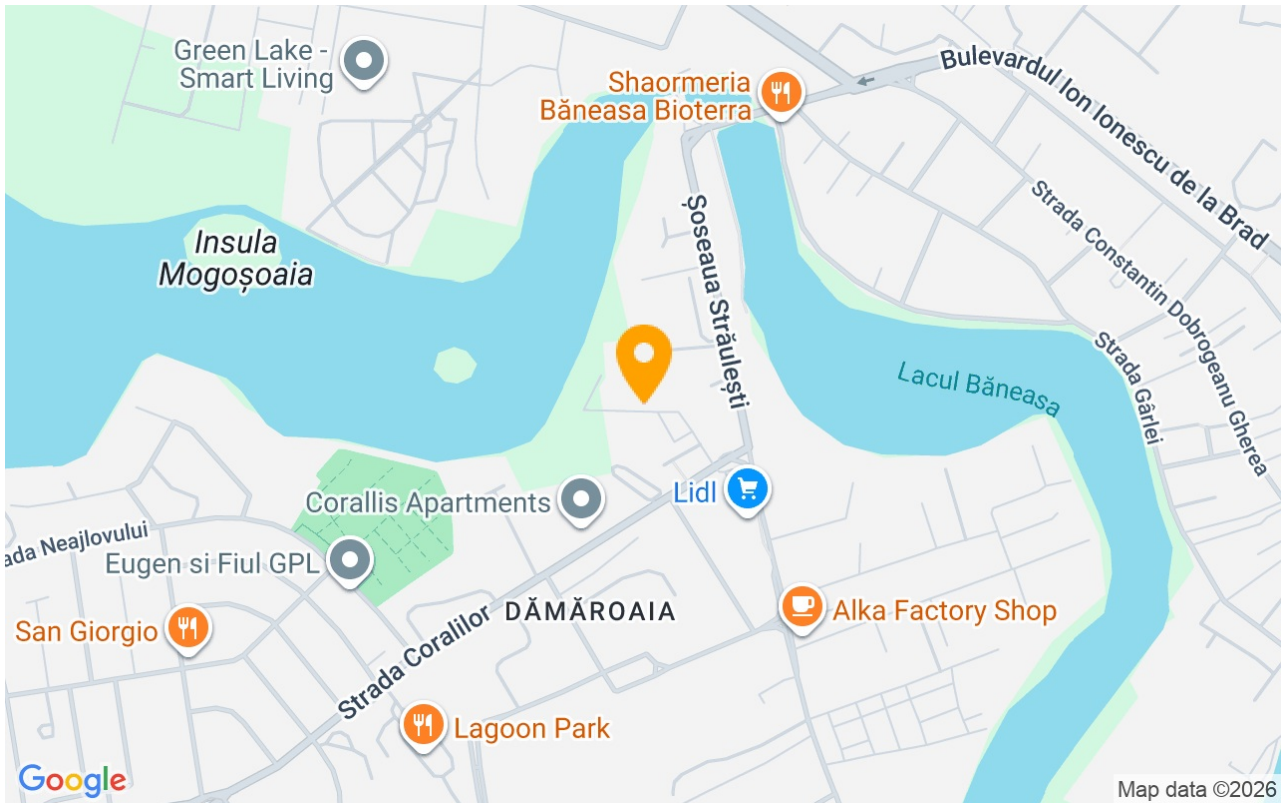 Green Lake -
Smart Living
Shaormeria
Băneasa Bioterra
Bulevardul Ion Ionescu de la Brad
Insula
Mogoșoaia
Șoseaua Străulești
Strada Constantin Dobrogeanu Gherea
Lacul Băneasa
Strada Gârlei
Corallis Apartments
Lidl
ada Neajlovului
Eugen si Fiul GPL
DĂMĂROAIA
Alka Factory Shop
San Giorgio
Strada Coralilor
Lagoon Park
Google
Map data ©2026